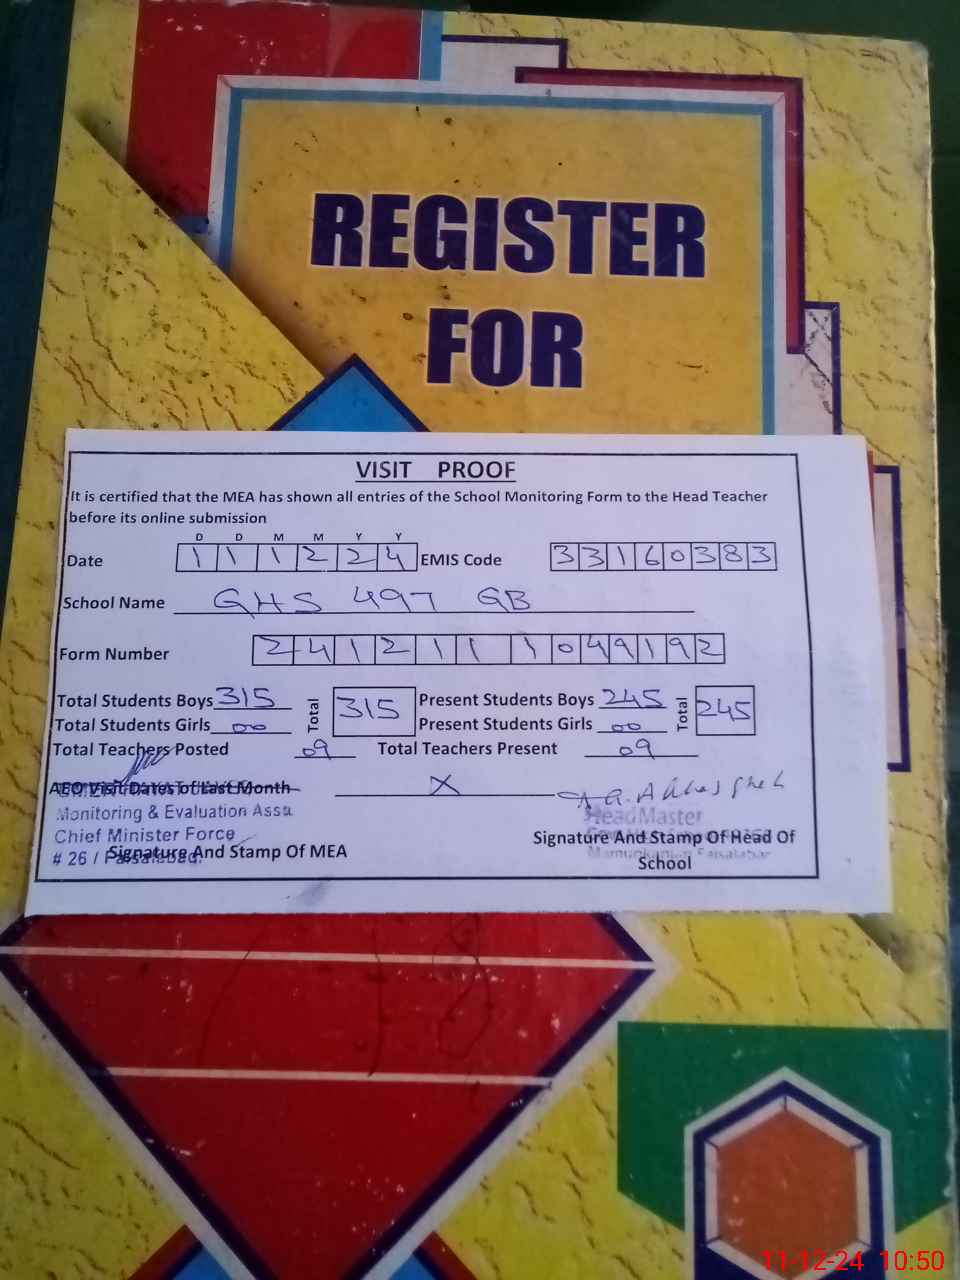 REGISTER
FOR
VISIT PROOF
It is certified that the MEA has shown all entries of the School Monitoring Form to the Head Teacher
before its online submission
D D M M Y Y
Date 1 1 1 2 2 4 EMIS Code 3 3 1 6 0 3 8 3
School Name GHS 497 GB
Form Number 2 4 1 2 1 1 1 0 4 9 1 9 2
Total Students Boys 315 Total 315 Present Students Boys 245 Total 245
Total Students Girls 00 Present Students Girls 00
Total Teachers Posted 09 Total Teachers Present 09
AEO Visit Dates of Last Month X
Monitoring & Evaluation Assa
Chief Minister Force
# 26 / Faisalabad.
Signature And Stamp Of MEA
HeadMaster
Signature And Stamp Of Head Of
School
11-12-24 10:50